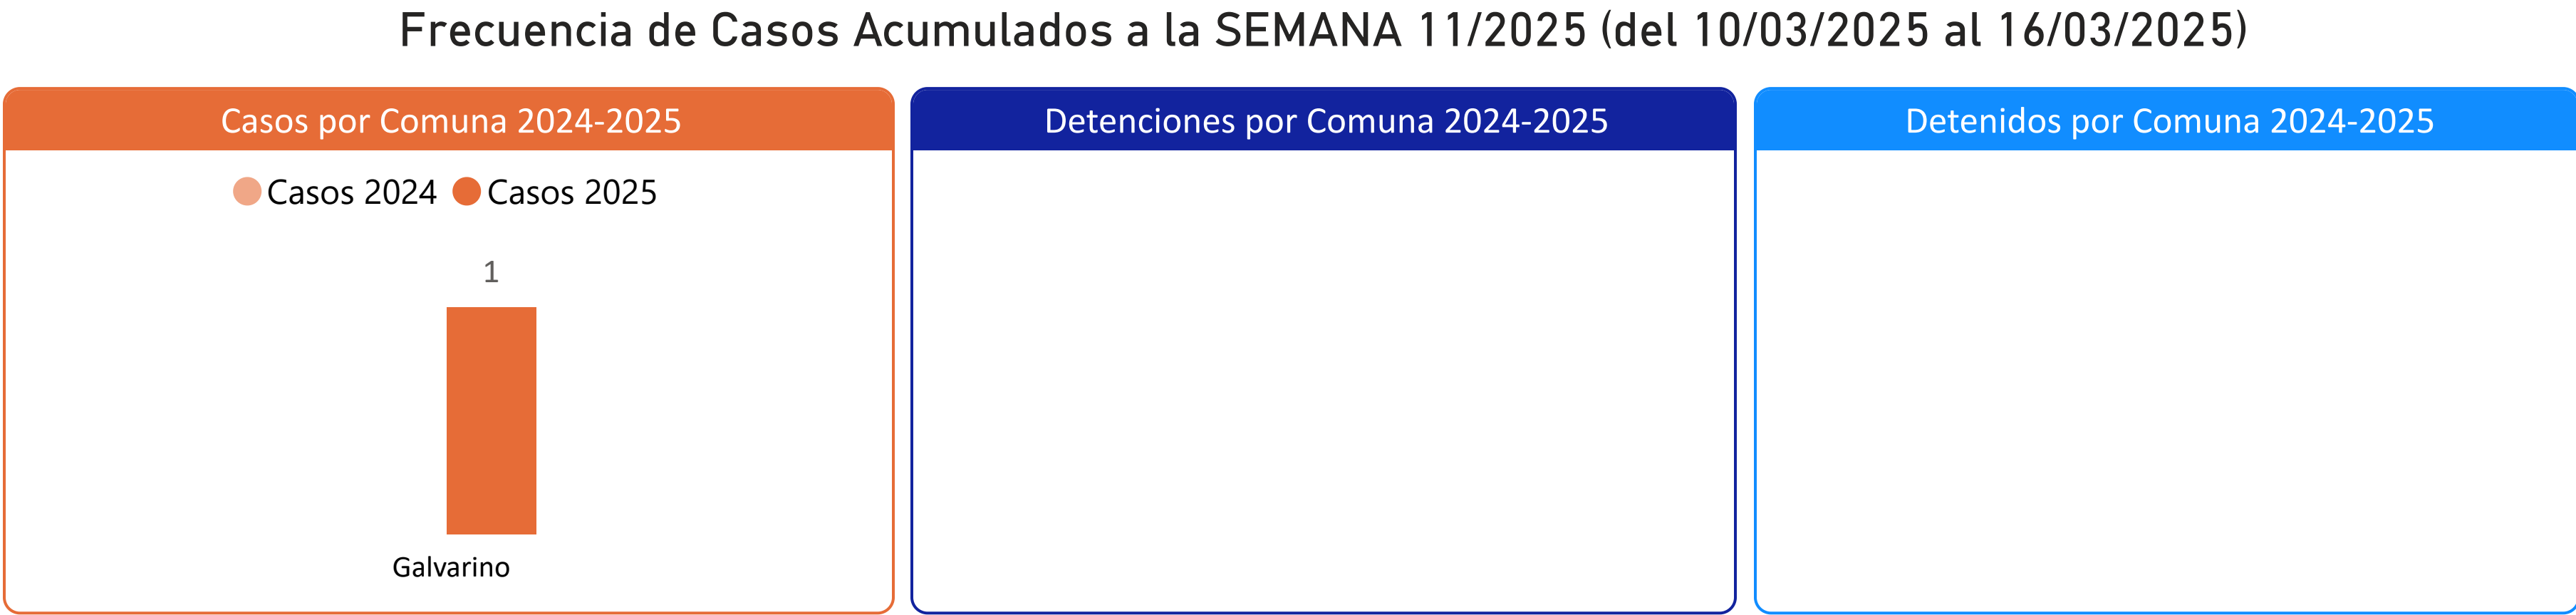 Frecuencia de Casos Acumulados a la SEMANA 11/2025 (del 10/03/2025 al 16/03/2025)
Casos por Comuna 2024-2025
Casos 2024 Casos 2025
1
Galvarino
Detenciones por Comuna 2024-2025
Detenidos por Comuna 2024-2025